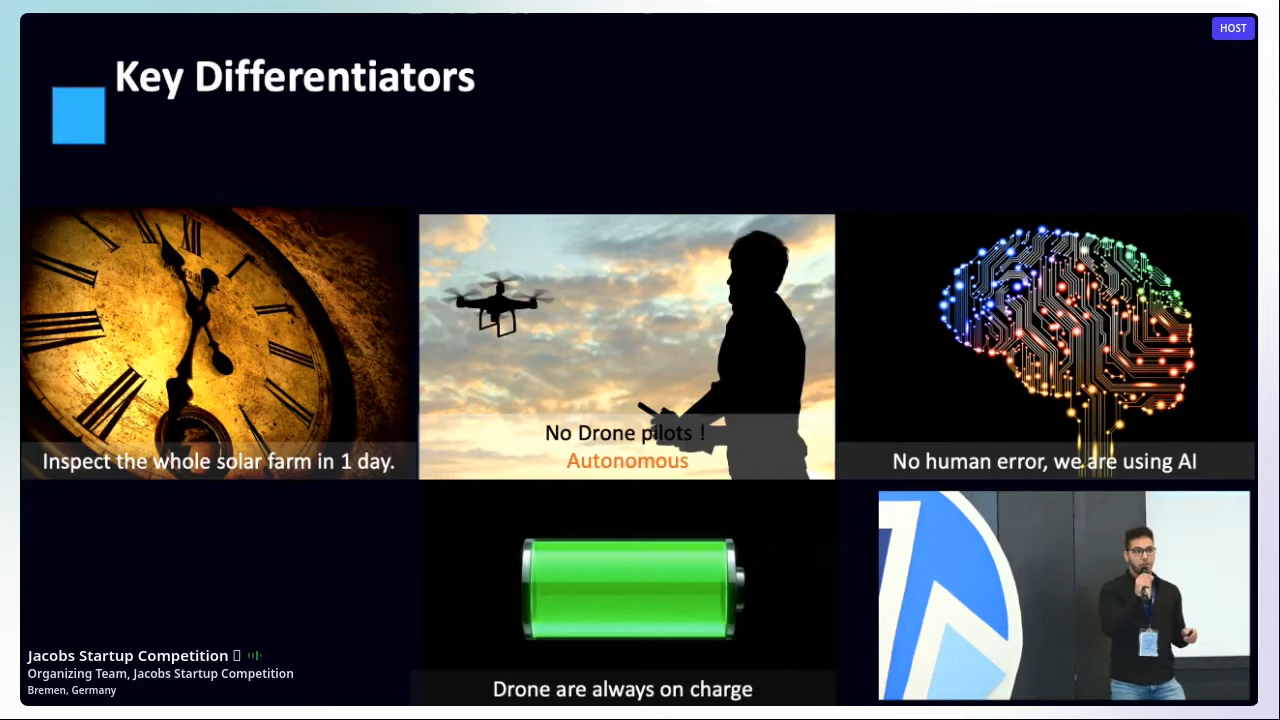 HOST
Key Differentiators
Inspect the whole solar farm in 1 day.
No Drone pilots !
Autonomous
No human error, we are using AI
Drone are always on charge
Jacobs Startup Competition
Organizing Team, Jacobs Startup Competition
Bremen, Germany